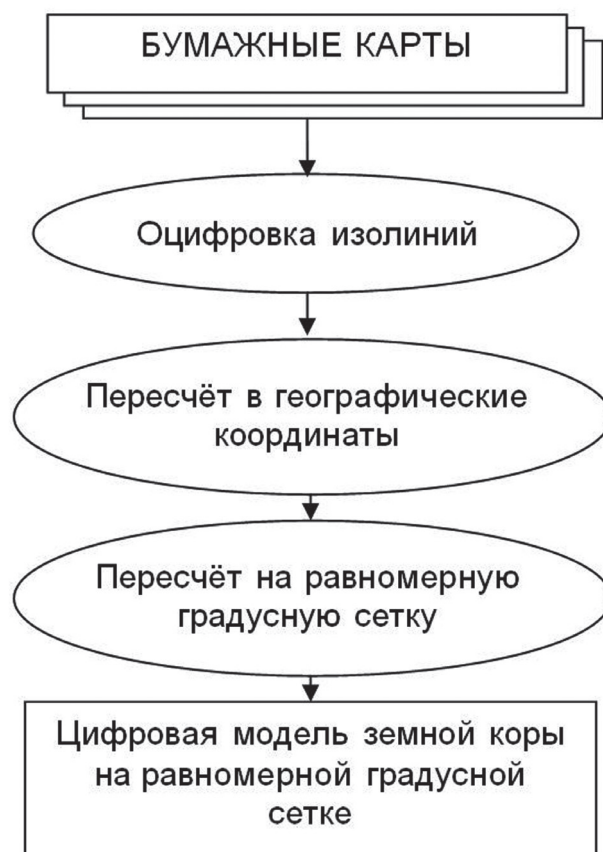 БУМАЖНЫЕ КАРТЫ
Оцифровка изолиний
Пересчёт в географические
координаты
Пересчёт на равномерную
градусную сетку
Цифровая модель земной коры
на равномерной градусной
сетке